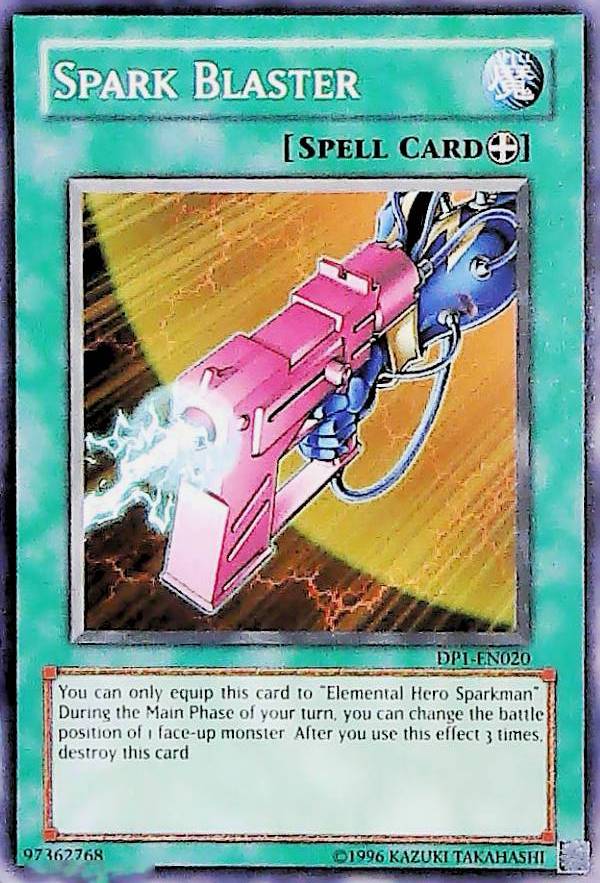 SPARK BLASTER
魔
[SPELL CARD]
DP1-EN020
You can only equip this card to "Elemental Hero Sparkman"
During the Main Phase of your turn, you can change the battle
position of 1 face-up monster After you use this effect 3 times,
destroy this card
97362768
©1996 KAZUKI TAKAHASHI